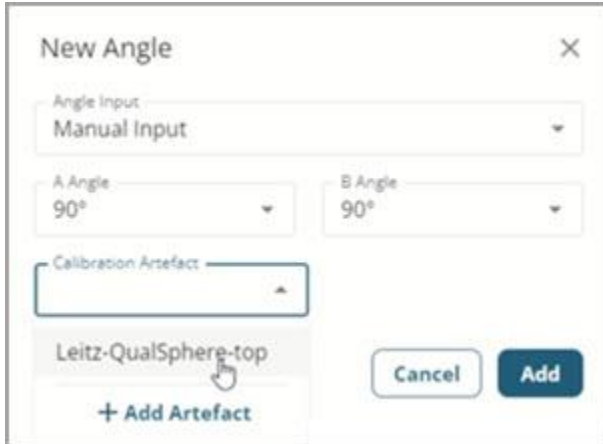 New Angle
Angle Input
Manual Input
A Angle
B Angle
90°
90°
Calibration Artefact
Leitz-QualSphere-top
Cancel
Add
+ Add Artefact